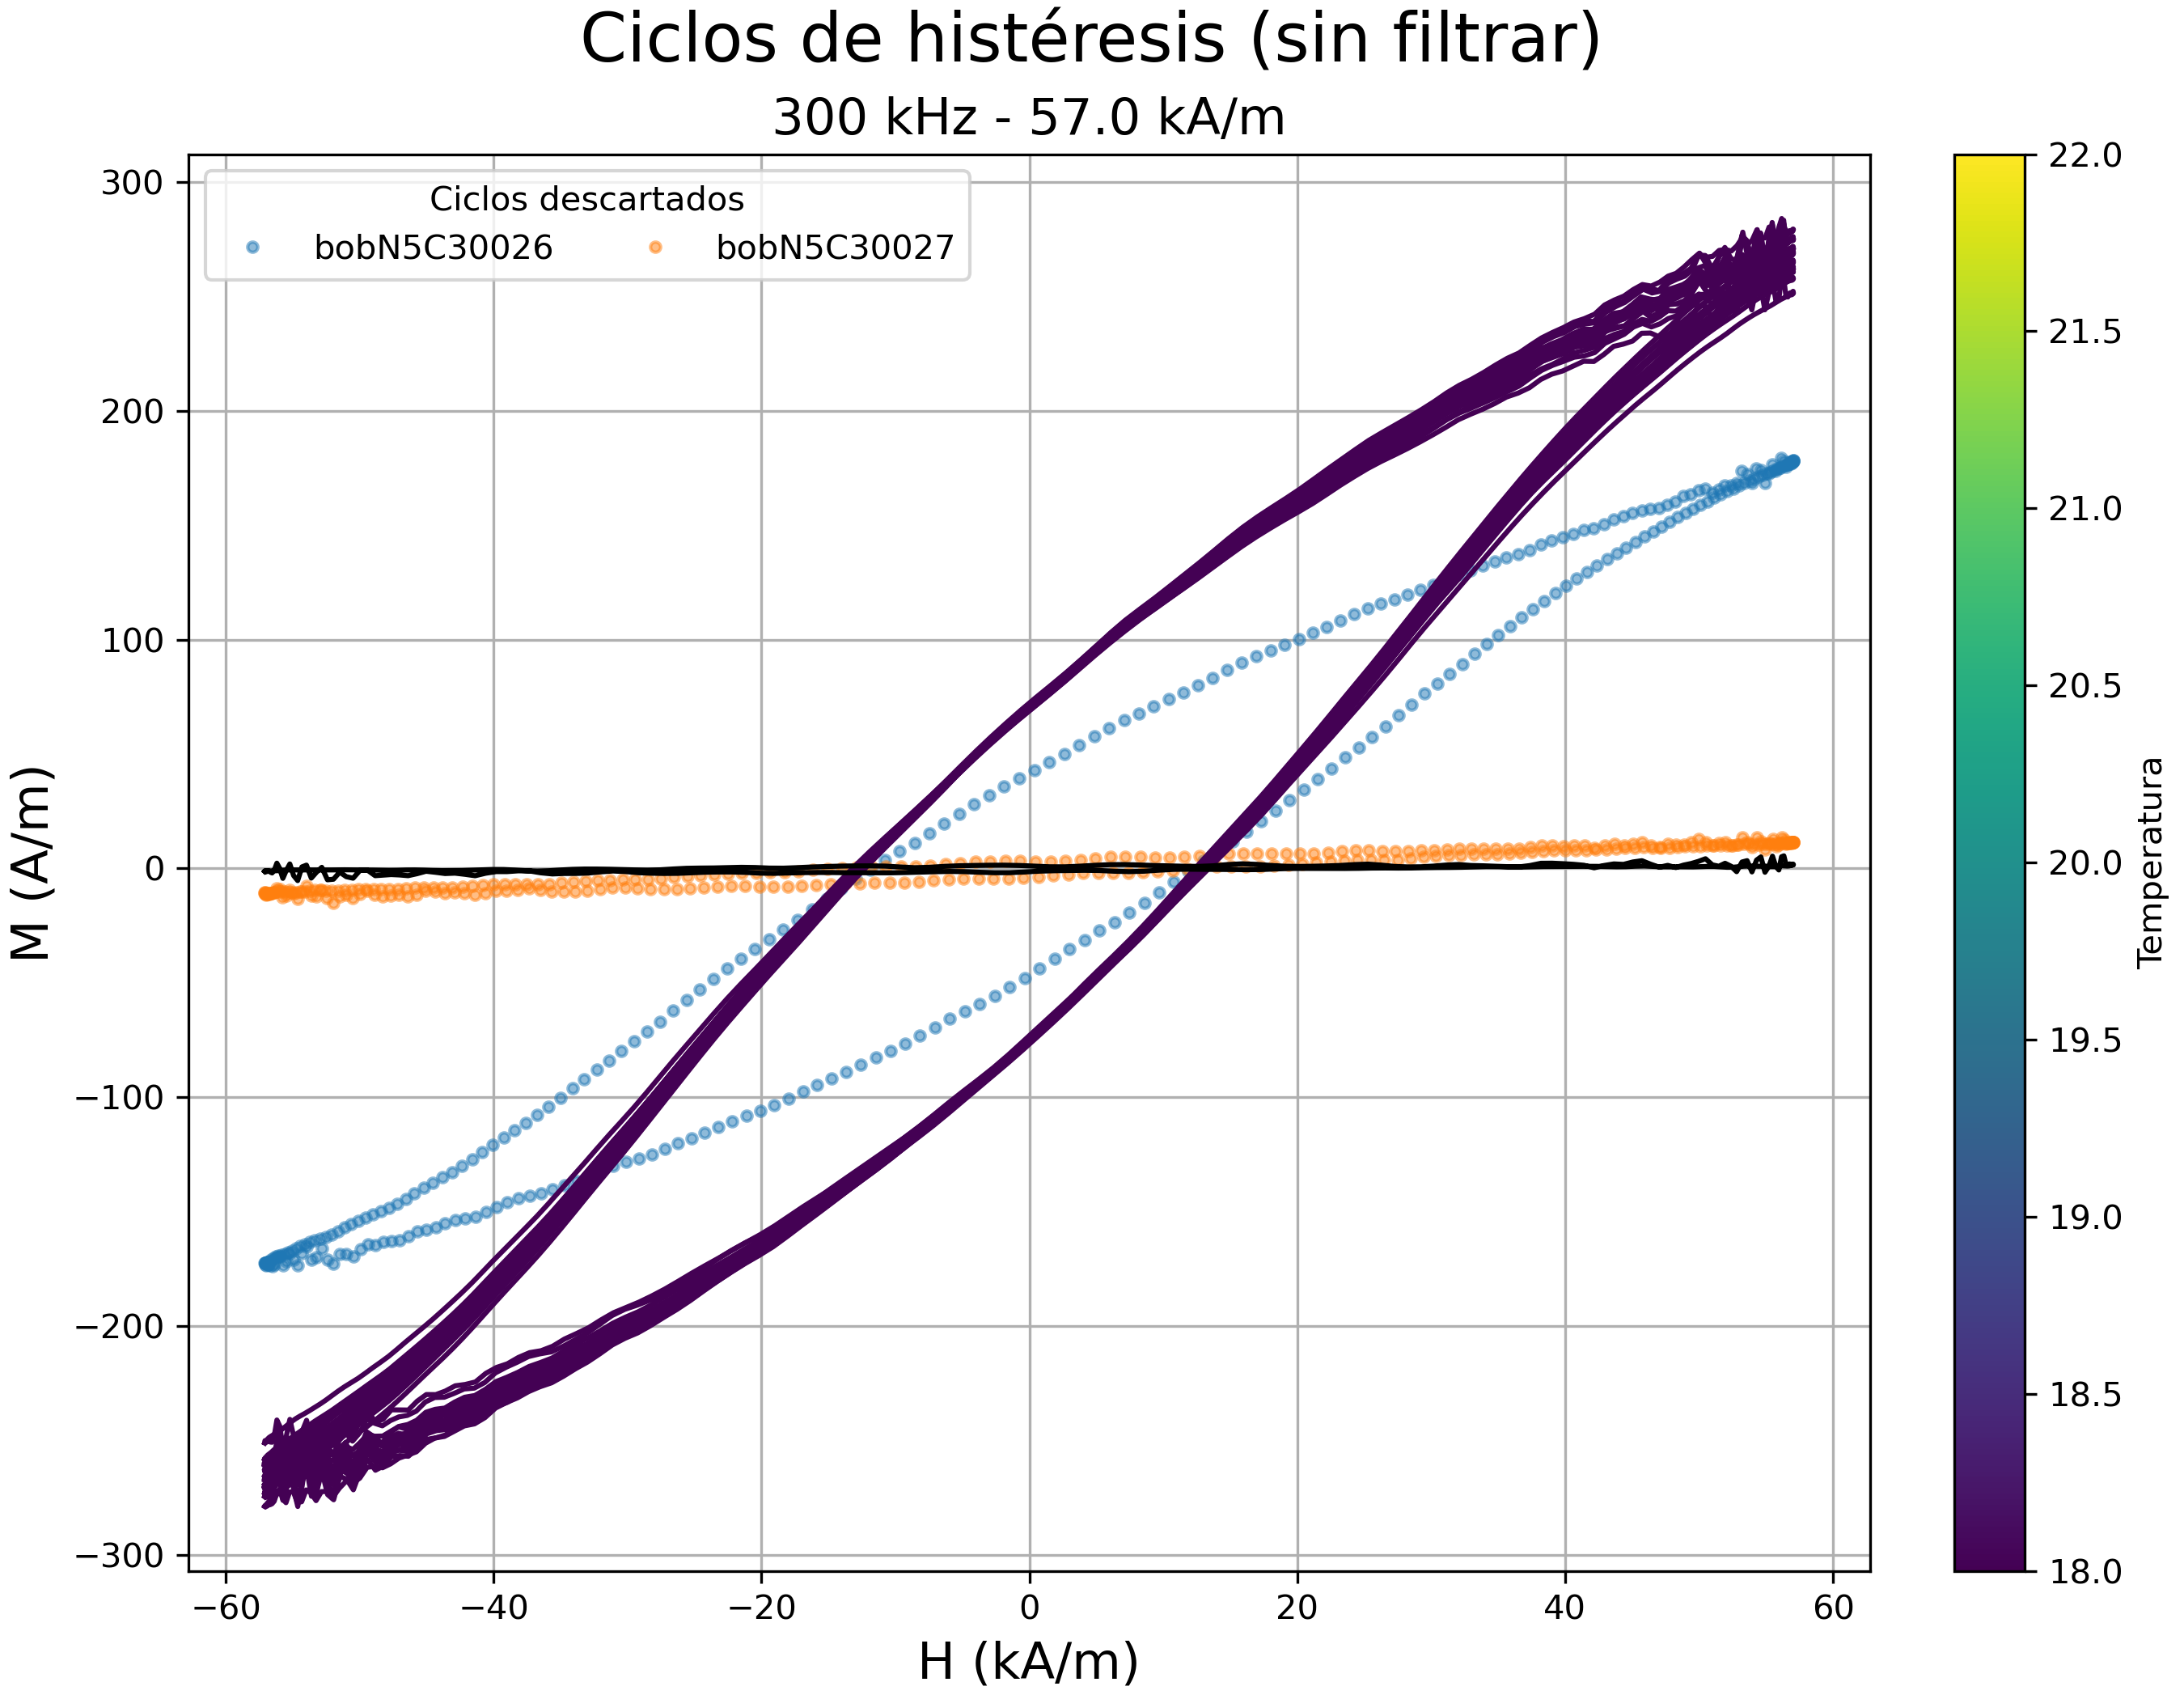 Ciclos de histéresis (sin filtrar)
300 kHz - 57.0 kA/m
Ciclos descartados
bobN5C30026 bobN5C30027
300
200
100
0
−100
−200
−300
M (A/m)
−60 −40 −20 0 20 40 60
H (kA/m)
22.0
21.5
21.0
20.5
20.0
19.5
19.0
18.5
18.0
Temperatura